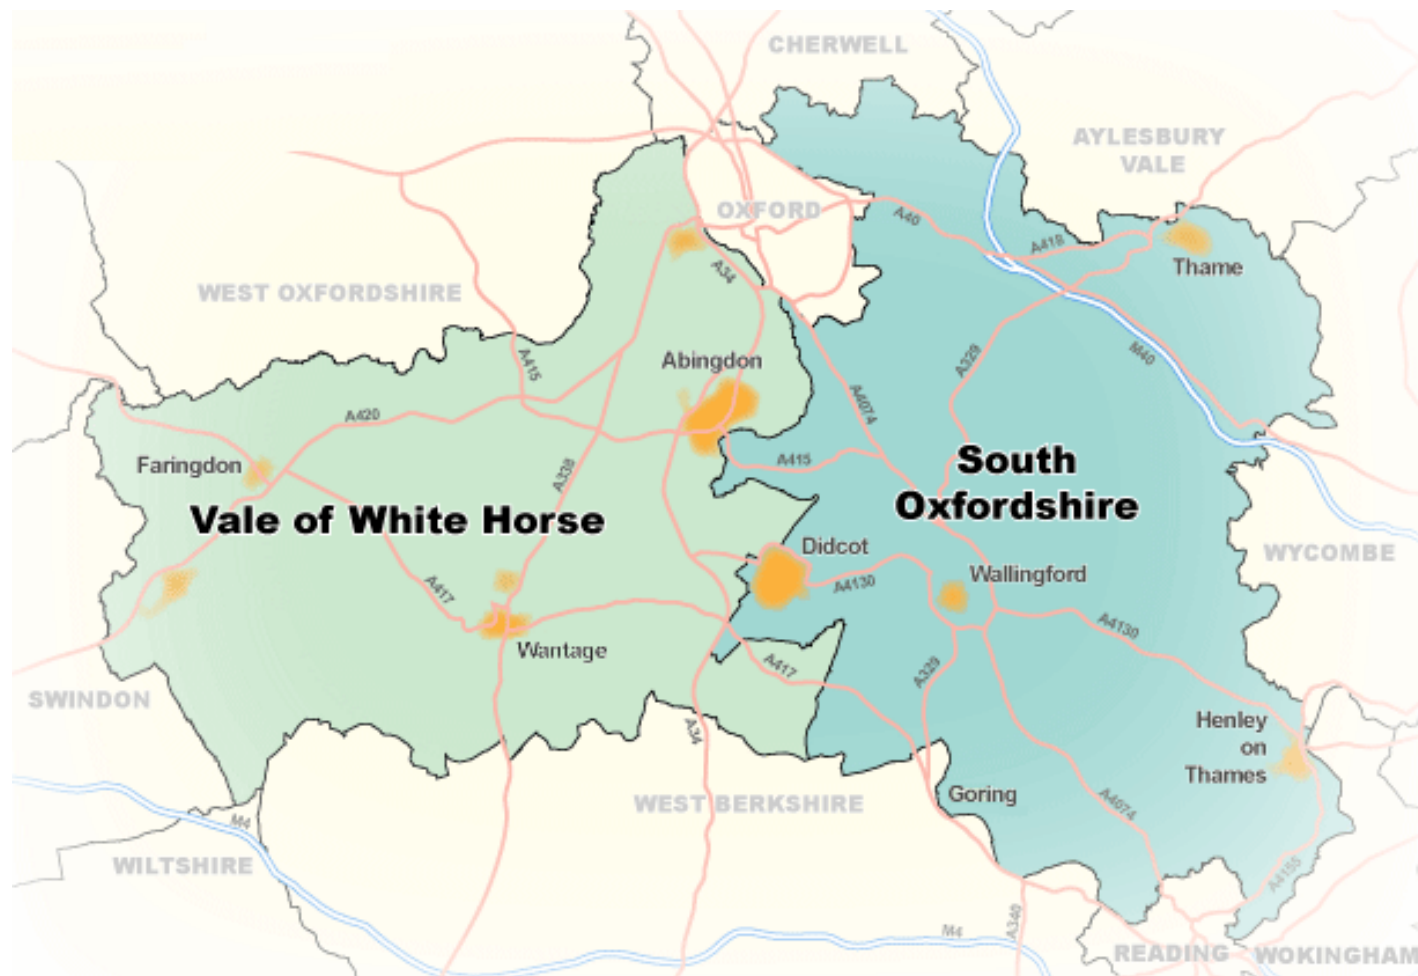 CHERWELL
AYLESBURY
VALE
OXFORD
A40
A418
Thame
A34
WEST OXFORDSHIRE
M40
A329
A415
Abingdon
A4074
A420
Faringdon
A338
A415
South
Oxfordshire
Vale of White Horse
Didcot
WYCOMBE
Wallingford
A4130
A417
A4130
Wantage
A417
A329
SWINDON
Henley
on
Thames
A34
Goring
WEST BERKSHIRE
A4074
M4
WILTSHIRE
A4155
A340
M4
READING
WOKINGHAM